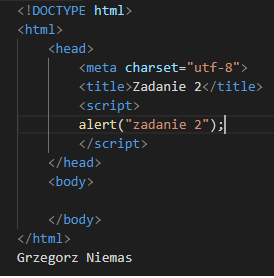 <!DOCTYPE html>
<html>
    <head>
        <meta charset="utf-8">
        <title>Zadanie 2</title>
        <script>
        alert("zadanie 2");
        </script>
    </head>
    <body>

    </body>
</html>
Grzegorz Niemas